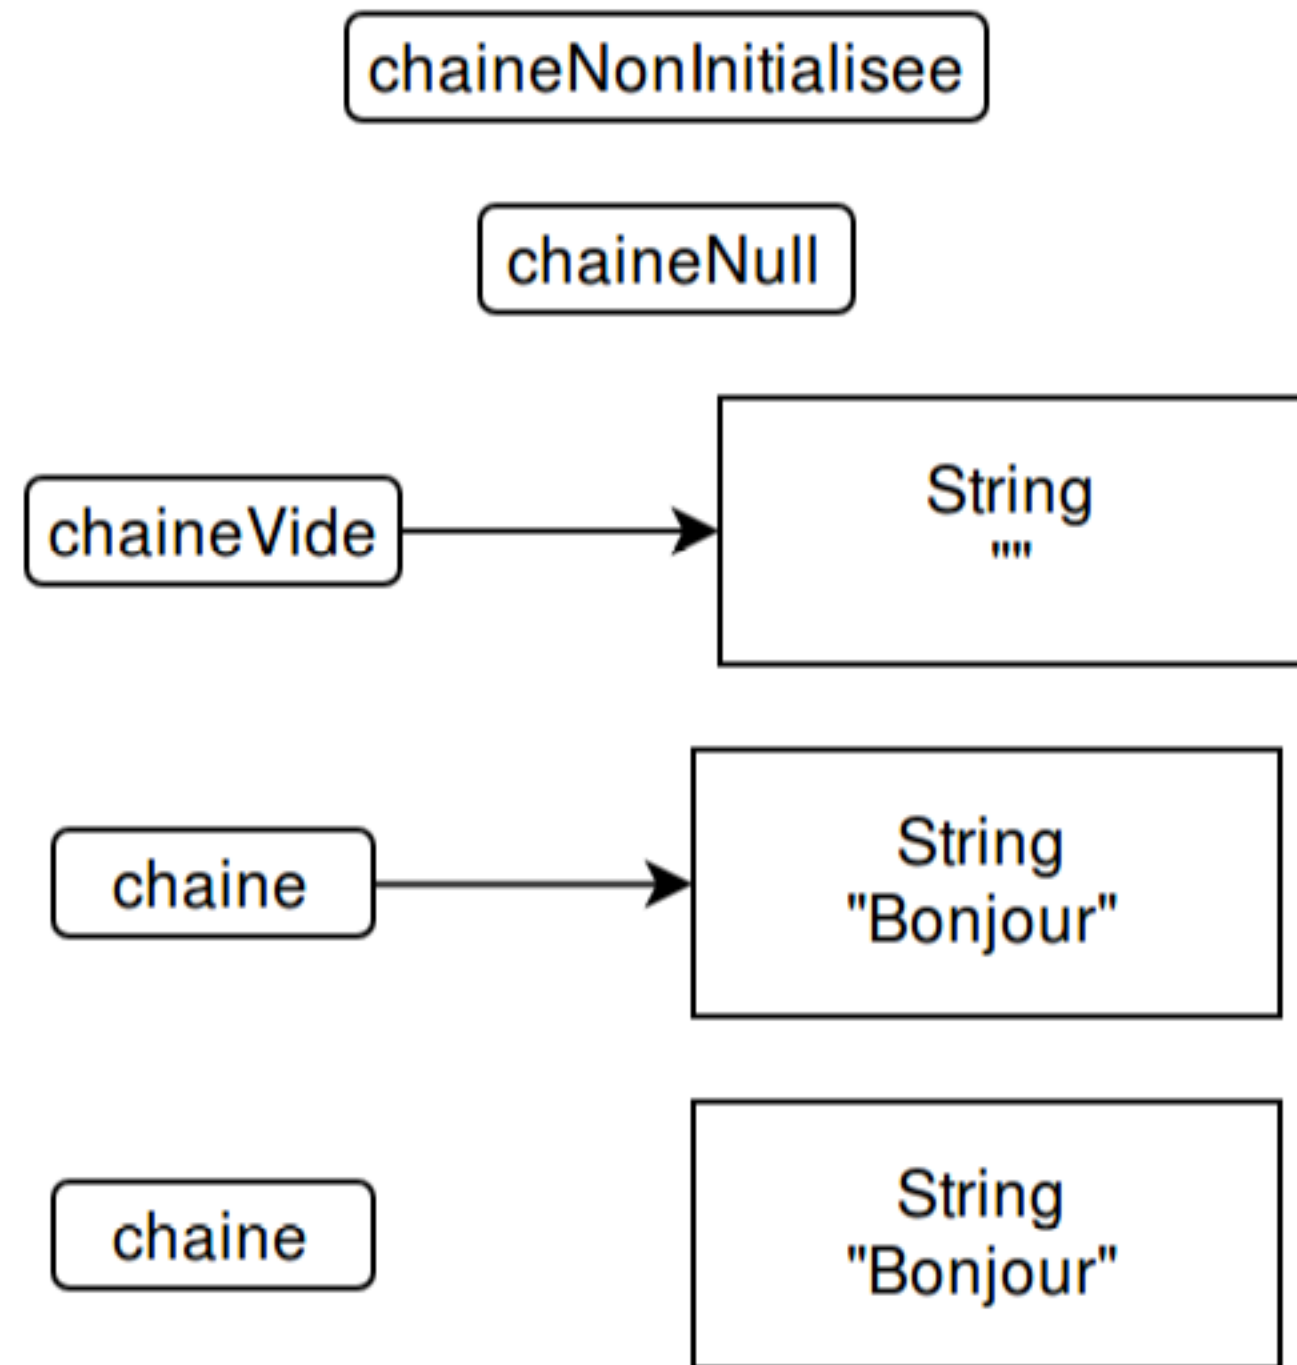 chaineNonInitialisee
chaineNull
chaineVide
String
""
chaine
String
"Bonjour"
chaine
String
"Bonjour"